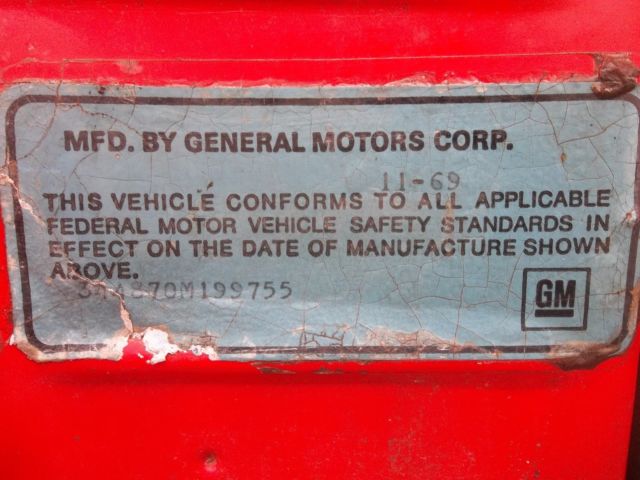 MFD. BY GENERAL MOTORS CORP.
11-69
THIS VEHICLE CONFORMS TO ALL APPLICABLE
FEDERAL MOTOR VEHICLE SAFETY STANDARDS IN
EFFECT ON THE DATE OF MANUFACTURE SHOWN
ABOVE.
344870M199755
GM